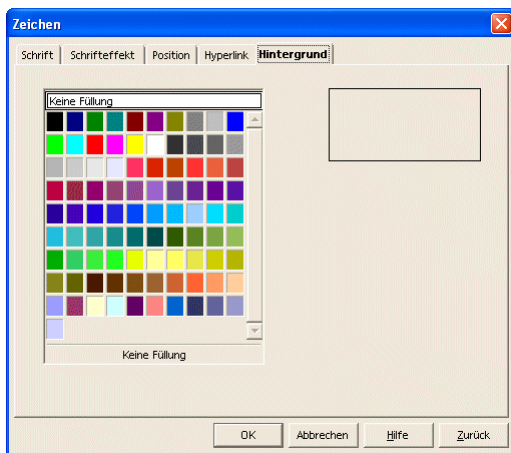 Zeichen
Schrift Schrifteffekt Position Hyperlink Hintergrund
Keine Füllung
Keine Füllung
OK Abbrechen Hilfe Zurück